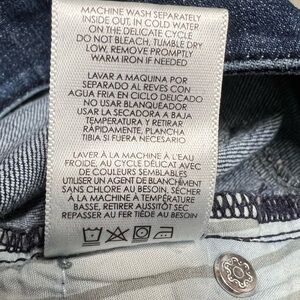 MACHINE WASH SEPARATELY
INSIDE OUT, IN COLD WATER
ON THE DELICATE CYCLE
DO NOT BLEACH, TUMBLE DRY
LOW, REMOVE PROMPTLY
WARM IRON IF NEEDED
LAVAR A MAQUINA POR
SEPARADO AL REVES CON
AGUA FRIA EN CICLO DELICADO
NO USAR BLANQUEADOR
USAR LA SECADORA A BAJA
TEMPERATURA Y RETIRAR
RÁPIDAMENTE, PLANCHA
TIBIA SI FUERA NECESARIO
LAVER À LA MACHINE À L'EAU
FROIDE, AU CYCLE DÉLICAT AVEC
DE COULEURS SEMBLABLES
UTILISER UN AGENT DE BLANCHIMENT
SANS CHLORE AU BESOIN, SÉCHER
À LA MACHINE À TEMPÉRATURE
BASSE, RETIRER AUSSITÔT SEC
REPASSER AU FER TIÈDE AU BESOIN